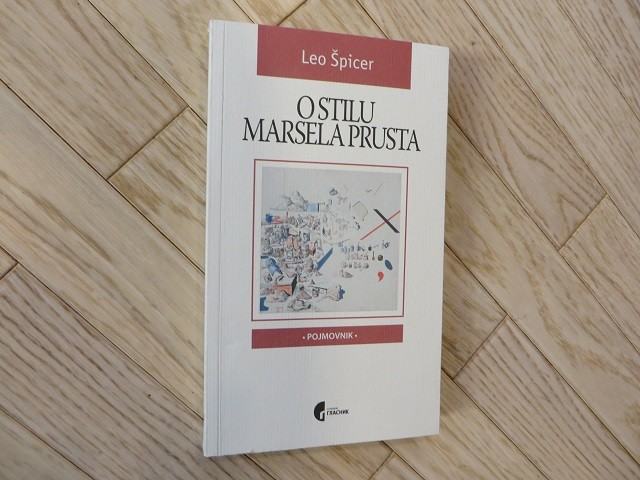 Leo Špicer
O STILU
MARSELA PRUSTA
• POJMOVNIK •
ГЛАСНИК